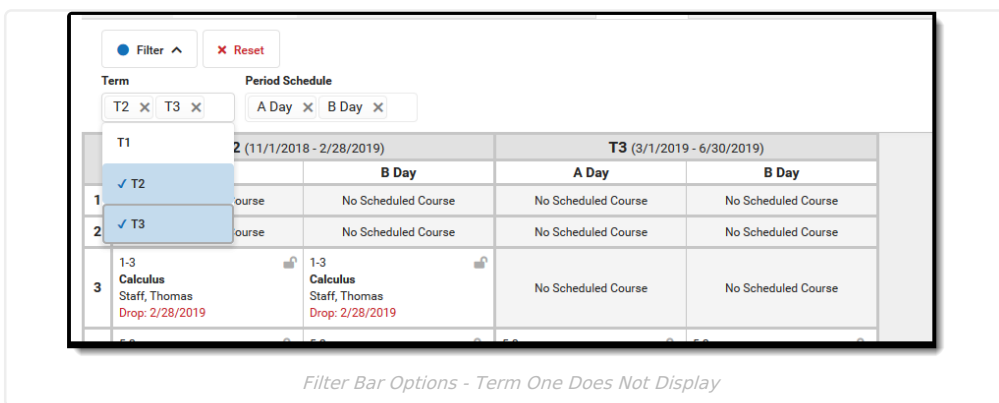 Filter
Reset
Term
Period Schedule
T2 T3
A Day B Day
T1
T2
T3
2 (11/1/2018 - 2/28/2019)
T3 (3/1/2019 - 6/30/2019)
B Day
A Day
B Day
1
ourse
No Scheduled Course
No Scheduled Course
No Scheduled Course
2
ourse
No Scheduled Course
No Scheduled Course
No Scheduled Course
3
1-3
Calculus
Staff, Thomas
Drop: 2/28/2019
1-3
Calculus
Staff, Thomas
Drop: 2/28/2019
No Scheduled Course
No Scheduled Course
Filter Bar Options - Term One Does Not Display